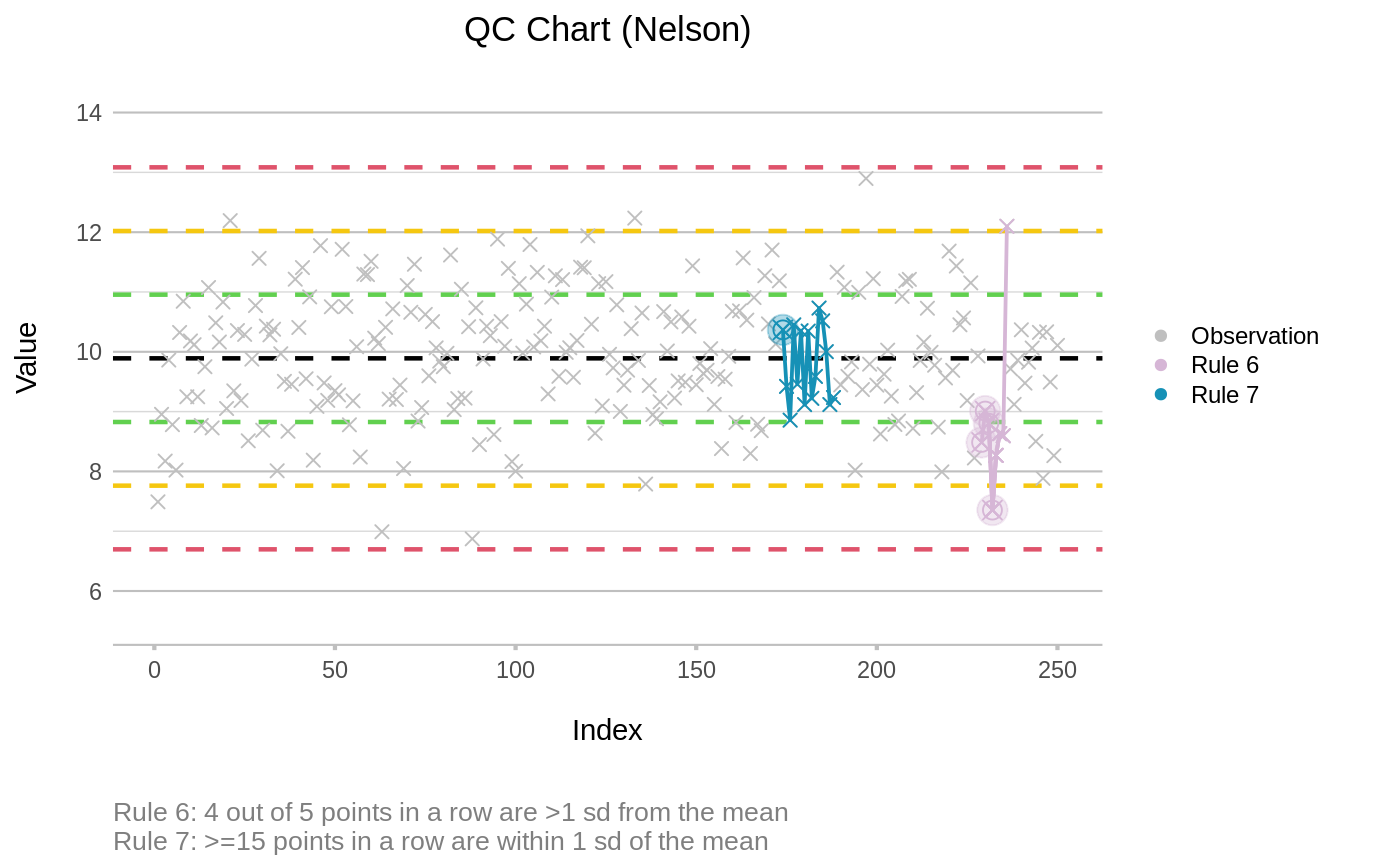 QC Chart (Nelson)
14
12
10
8
6
Value
0 50 100 150 200 250
Index
Observation
Rule 6
Rule 7
Rule 6: 4 out of 5 points in a row are >1 sd from the mean
Rule 7: >=15 points in a row are within 1 sd of the mean